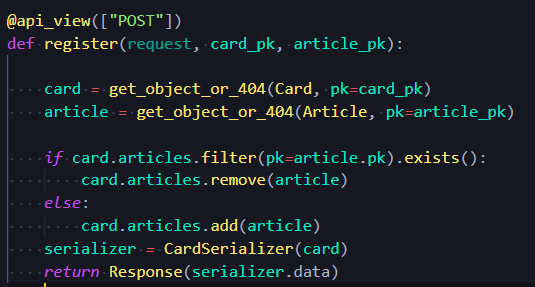 @api_view(["POST"])
def register(request, card_pk, article_pk):
    card = get_object_or_404(Card, pk=card_pk)
    article = get_object_or_404(Article, pk=article_pk)
    if card.articles.filter(pk=article.pk).exists():
        card.articles.remove(article)
    else:
        card.articles.add(article)
    serializer = CardSerializer(card)
    return Response(serializer.data)